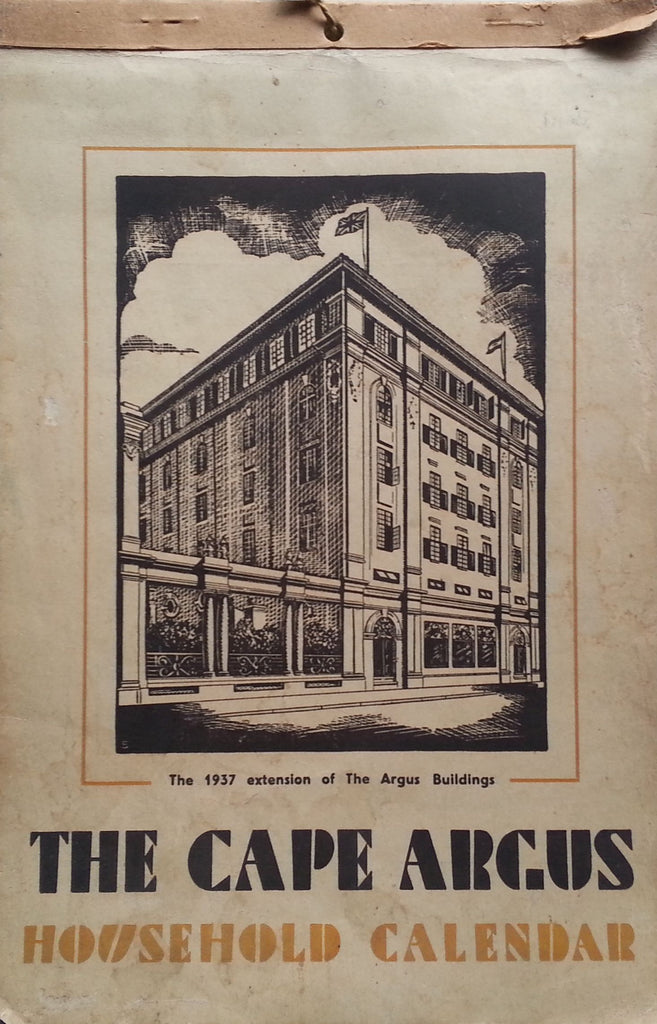 The 1937 extension of The Argus Buildings
THE CAPE ARGUS
HOUSEHOLD CALENDAR